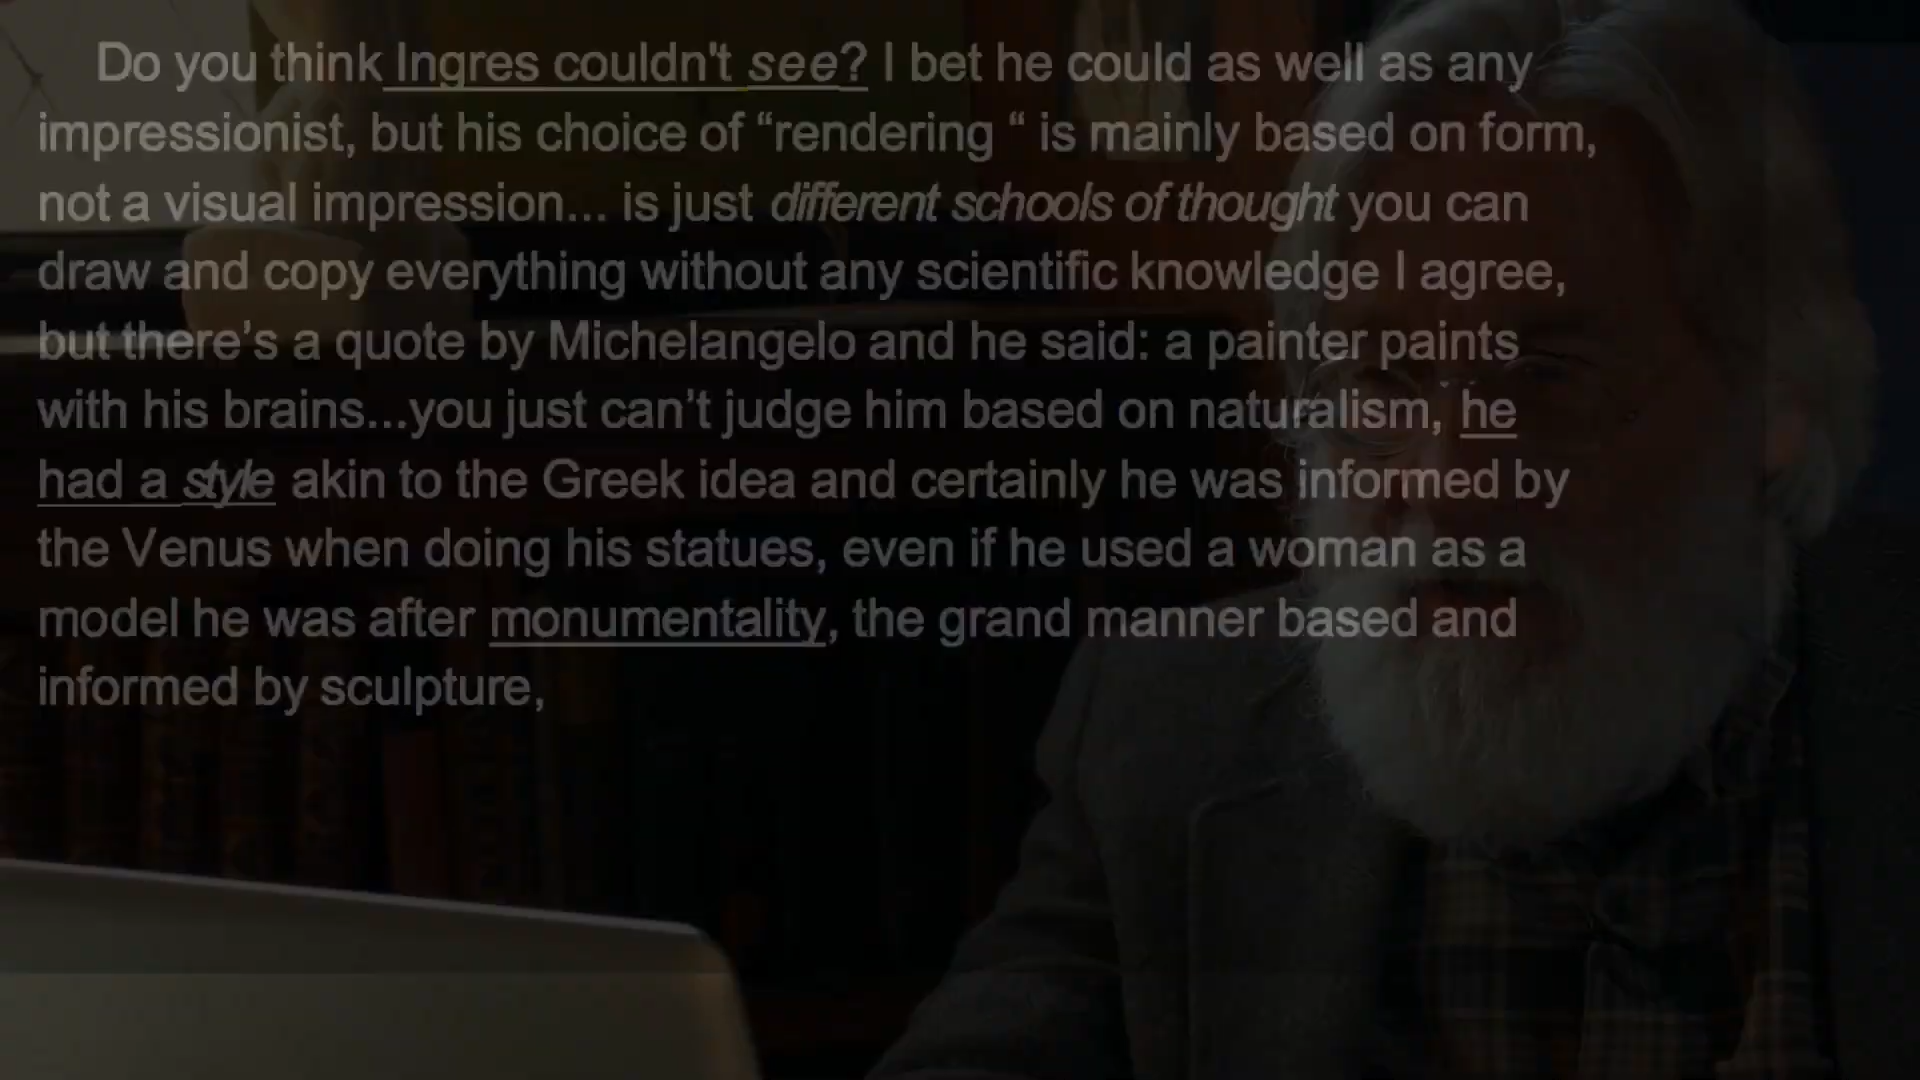 Do you think Ingres couldn't see? I bet he could as well as any
impressionist, but his choice of “rendering “ is mainly based on form,
not a visual impression... is just different schools of thought you can
draw and copy everything without any scientific knowledge I agree,
but there’s a quote by Michelangelo and he said: a painter paints
with his brains...you just can’t judge him based on naturalism, he
had a style akin to the Greek idea and certainly he was informed by
the Venus when doing his statues, even if he used a woman as a
model he was after monumentality, the grand manner based and
informed by sculpture,